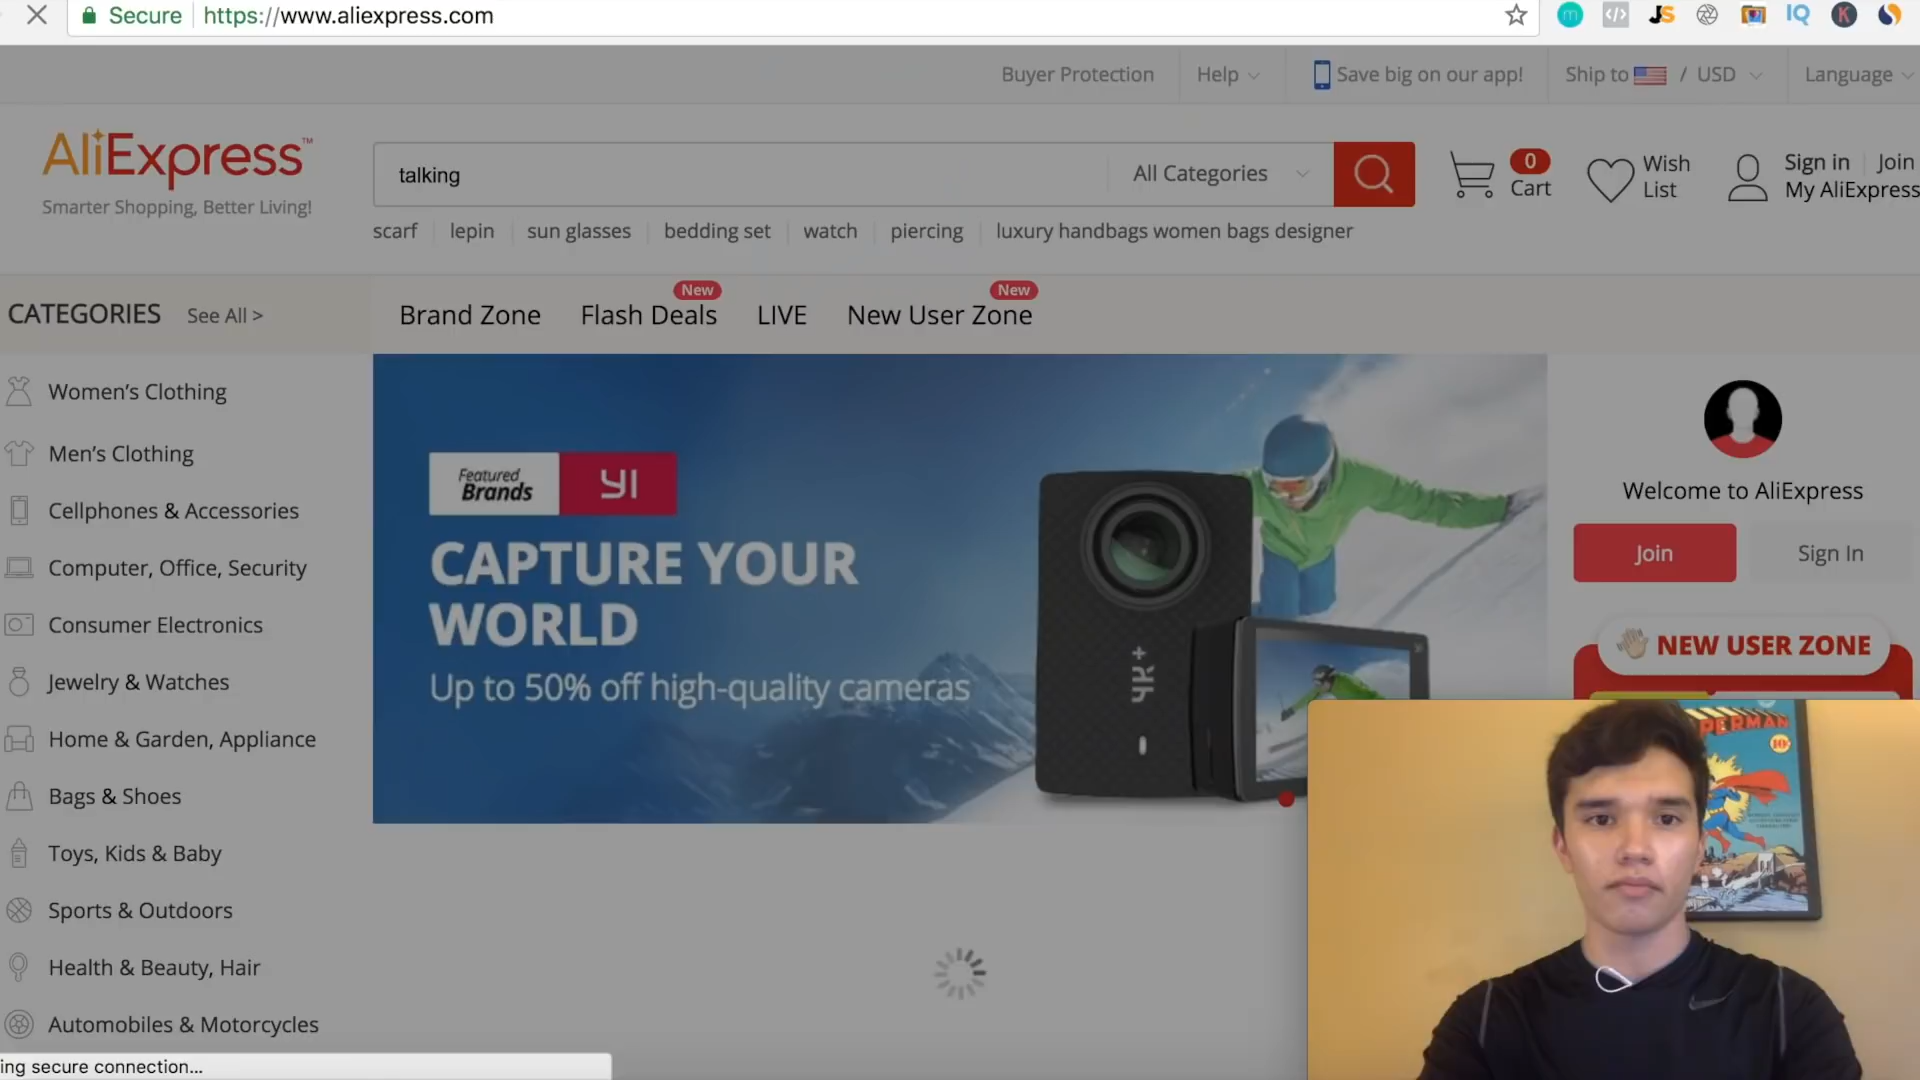 Secure https://www.aliexpress.com
Buyer Protection Help Save big on our app! Ship to / USD Language
AliExpress™
Smarter Shopping, Better Living!
talking All Categories
0 Cart
Wish List
Sign in Join
My AliExpress
scarf lepin sun glasses bedding set watch piercing luxury handbags women bags designer
CATEGORIES See All >
Brand Zone Flash Deals New LIVE New User Zone New
Women's Clothing
Men's Clothing
Cellphones & Accessories
Computer, Office, Security
Consumer Electronics
Jewelry & Watches
Home & Garden, Appliance
Bags & Shoes
Toys, Kids & Baby
Sports & Outdoors
Health & Beauty, Hair
Automobiles & Motorcycles
Featured Brands YI
CAPTURE YOUR
WORLD
Up to 50% off high-quality cameras
4K+
Welcome to AliExpress
Join Sign In
NEW USER ZONE
PERMAN
10¢
ing secure connection...